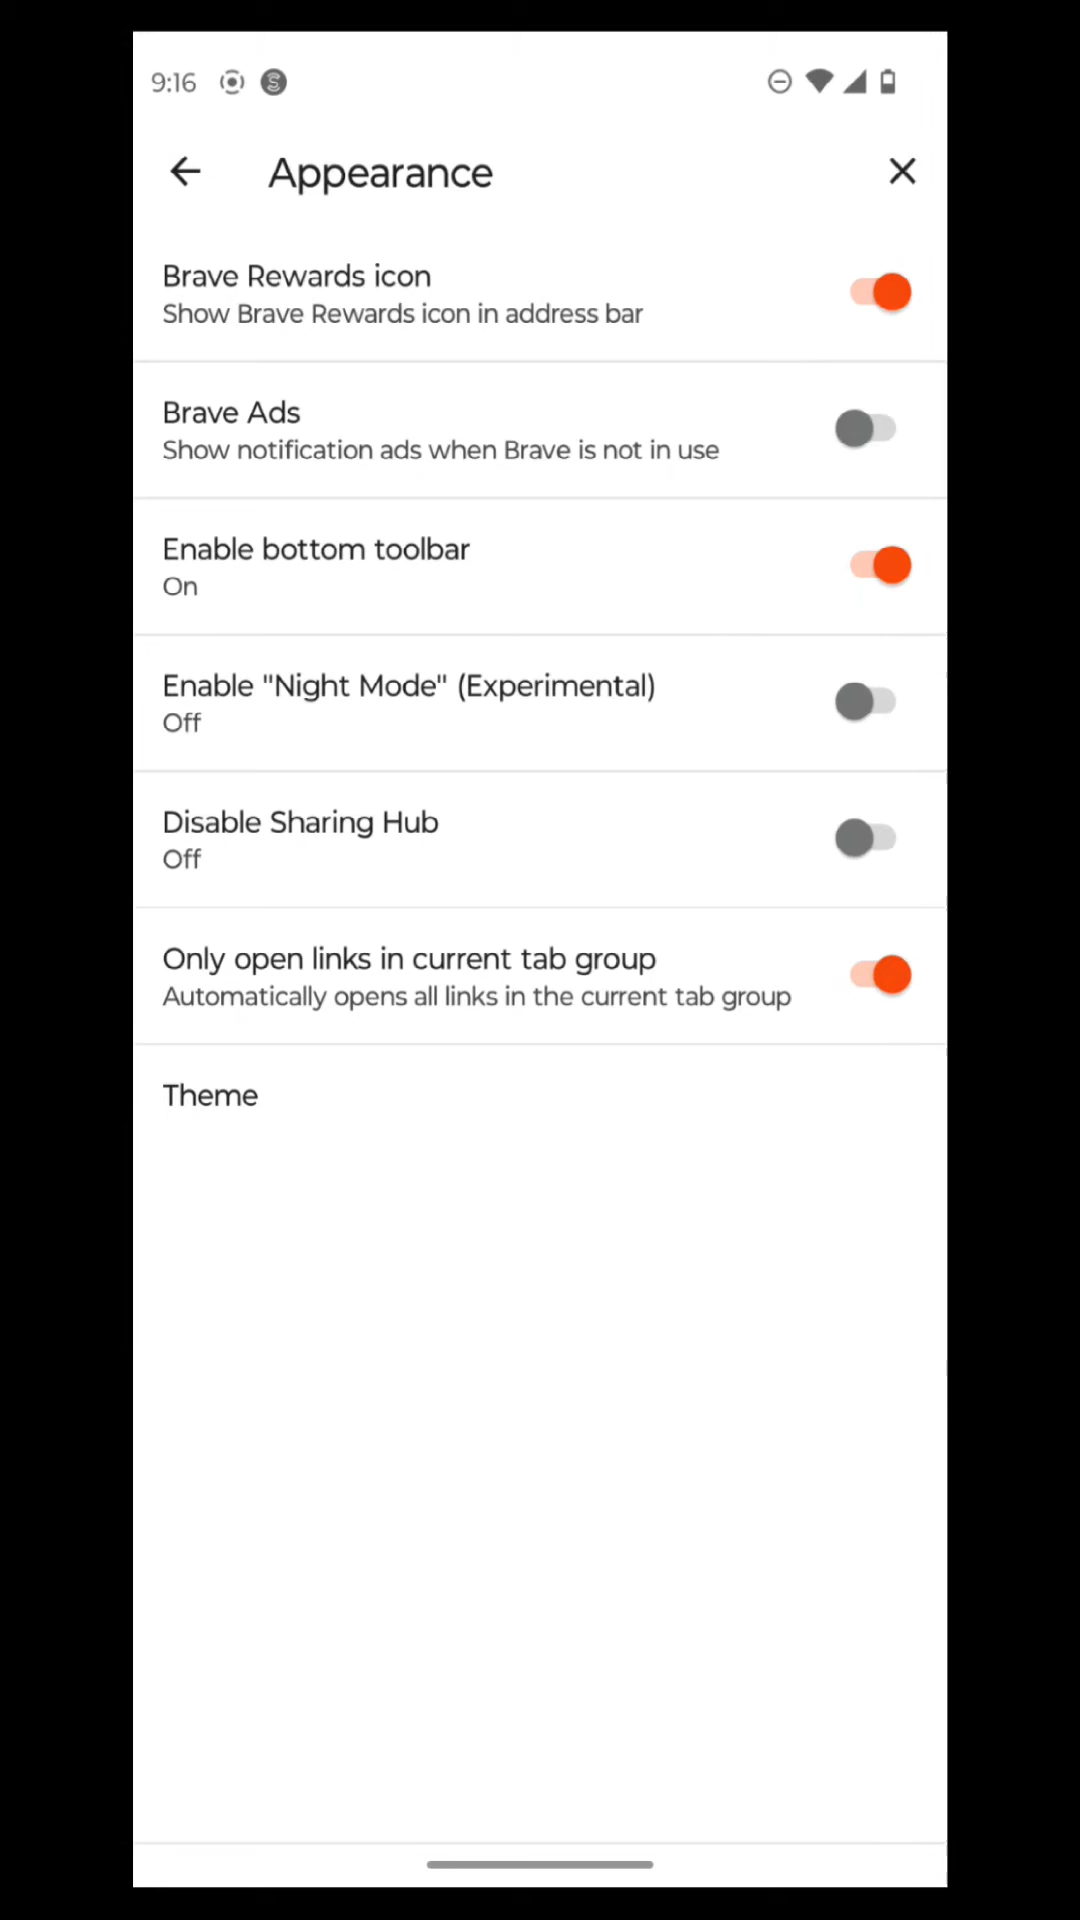 9:16
Appearance
Brave Rewards icon
Show Brave Rewards icon in address bar
Brave Ads
Show notification ads when Brave is not in use
Enable bottom toolbar
On
Enable "Night Mode" (Experimental)
Off
Disable Sharing Hub
Off
Only open links in current tab group
Automatically opens all links in the current tab group
Theme